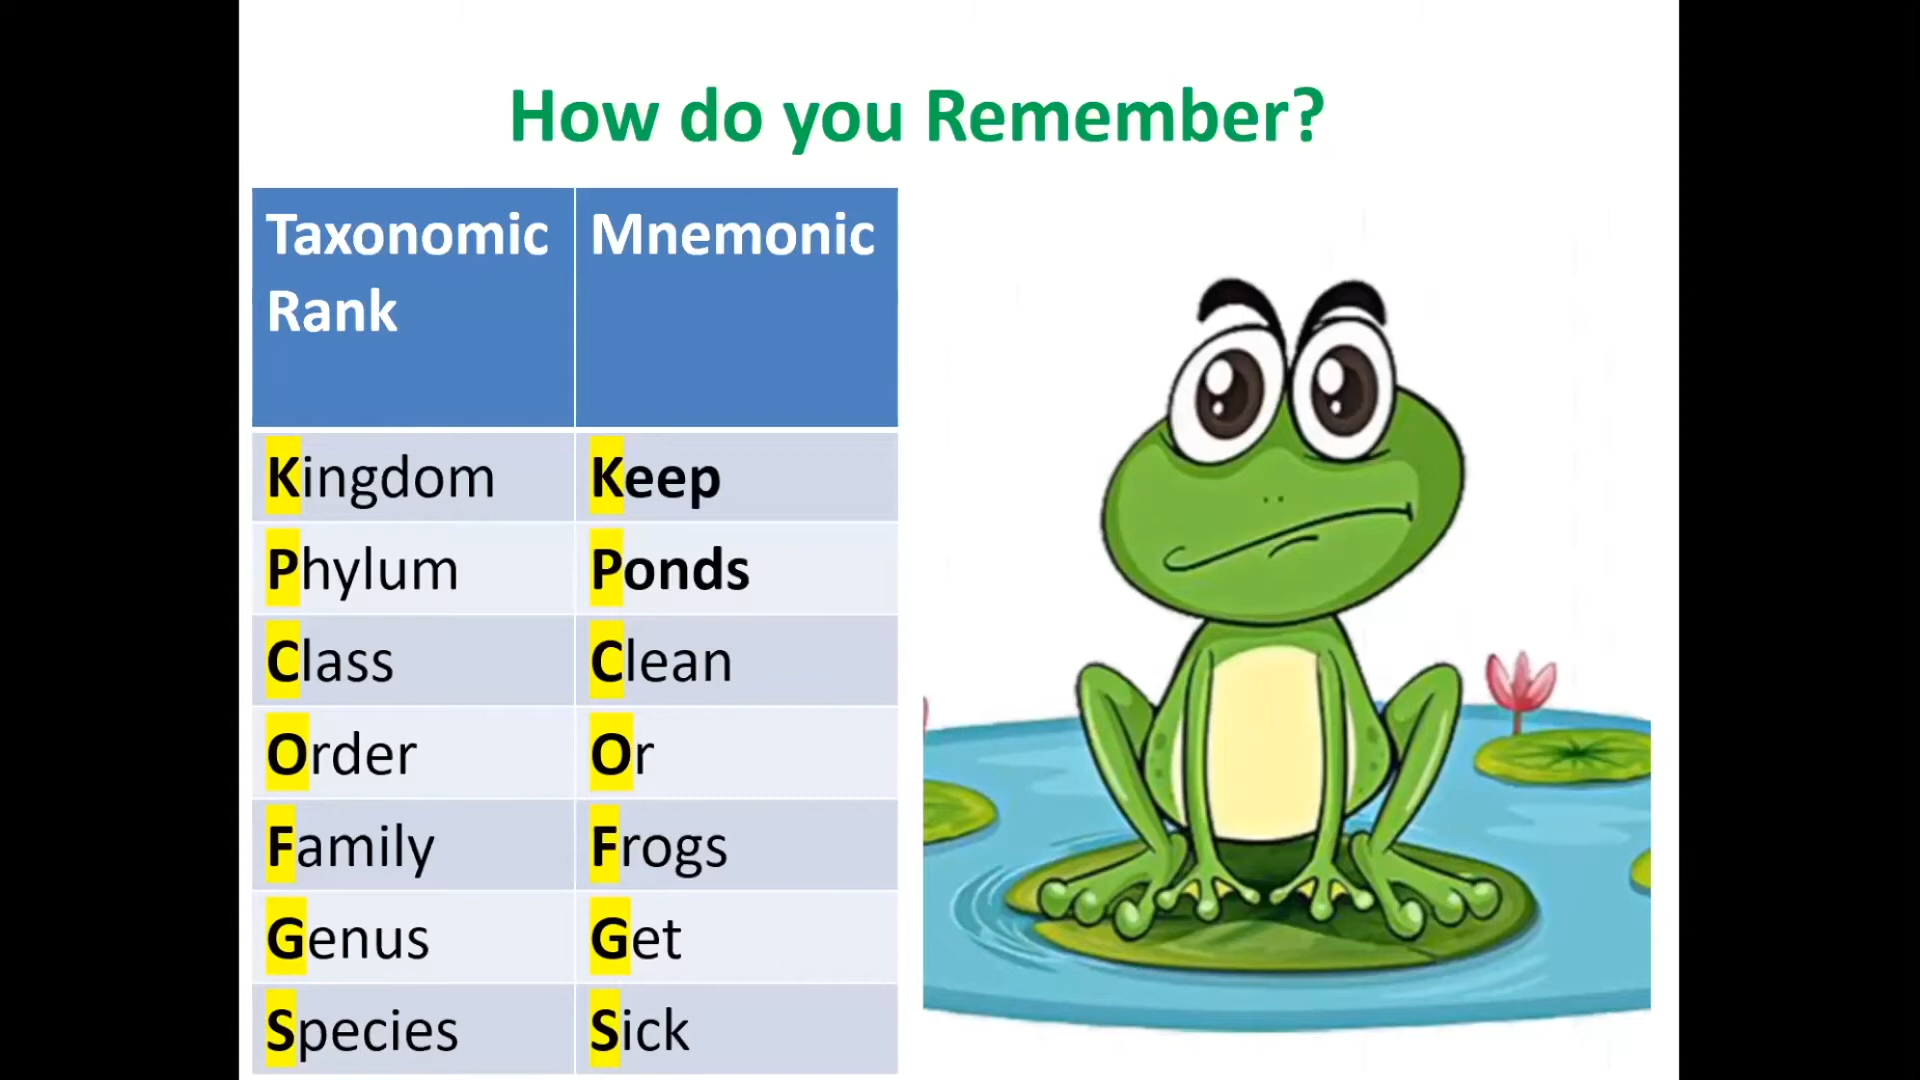 How do you Remember?
Taxonomic Rank Mnemonic
Kingdom Keep
Phylum Ponds
Class Clean
Order Or
Family Frogs
Genus Get
Species Sick